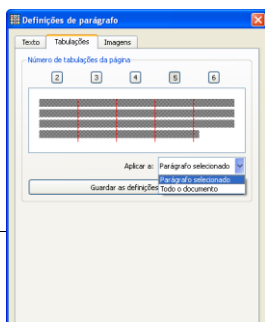 Definições de parágrafo
Texto Tabulações Imagens
Número de tabulações da página
2 3 4 5 6
Aplicar a: Parágrafo selecionado
Parágrafo selecionado
Todo o documento
Guardar as definições